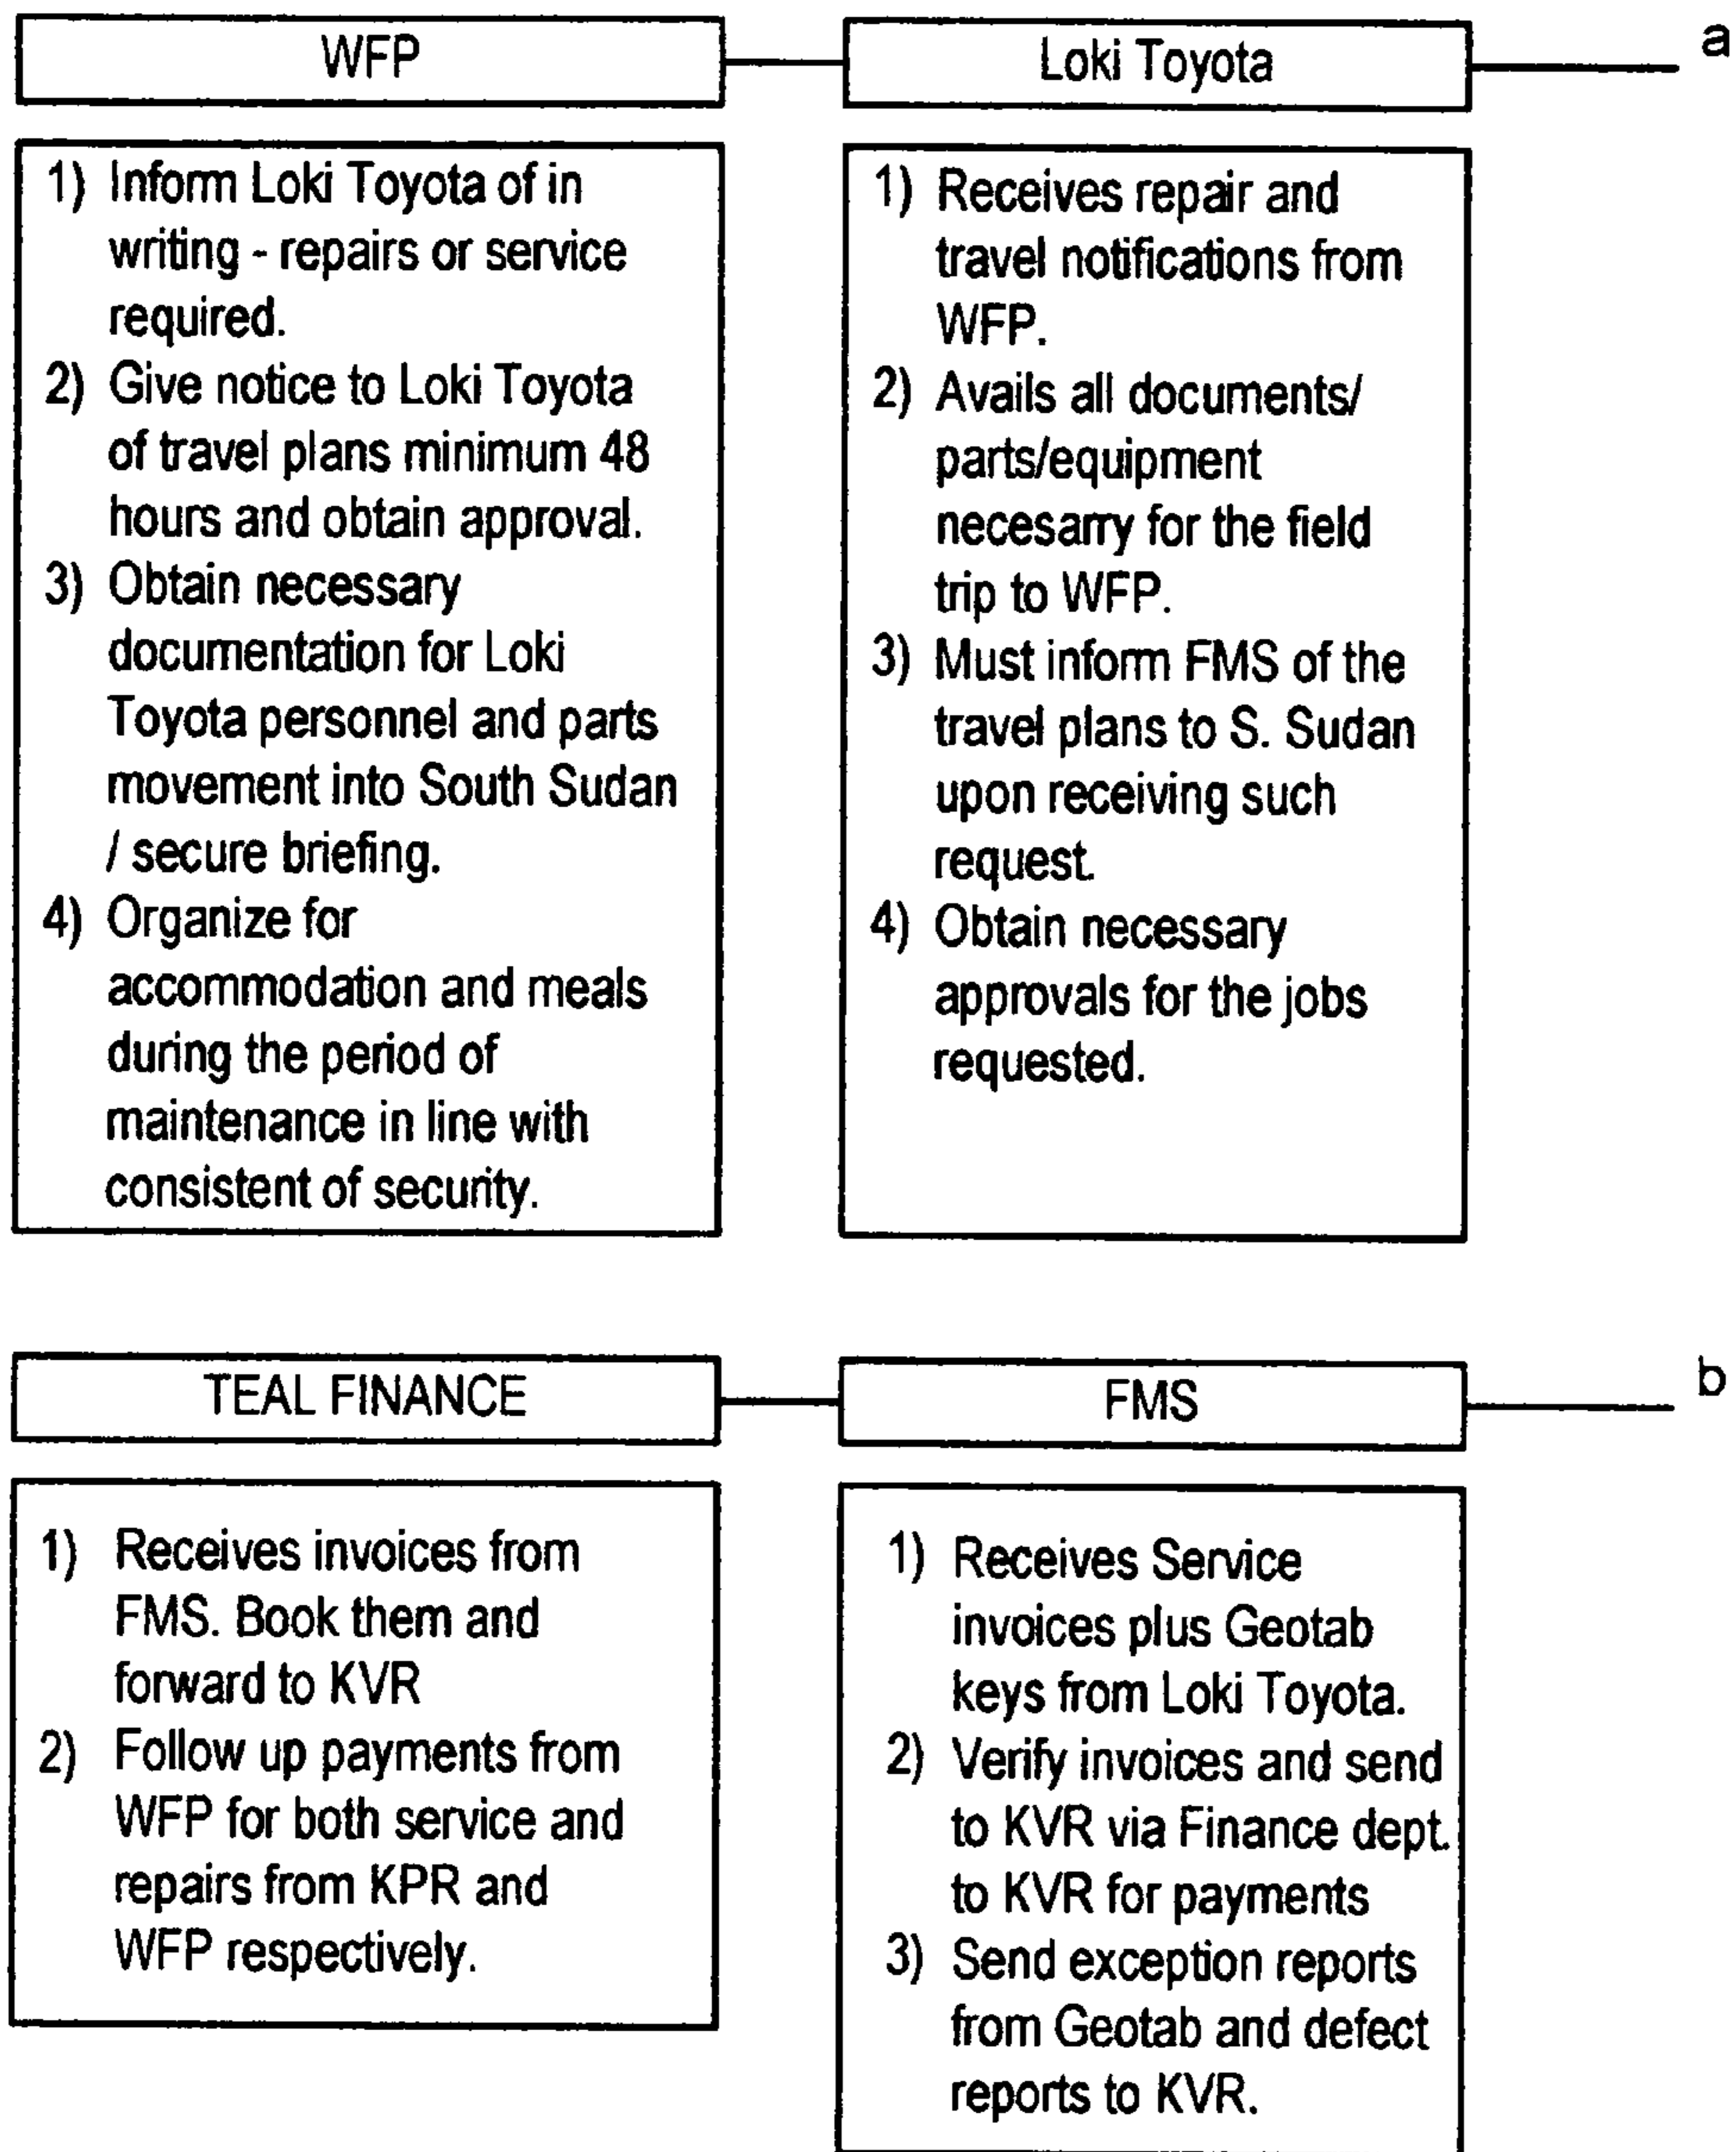 WFP
Loki Toyota
a
1) Inform Loki Toyota of in
writing - repairs or service
required.
2) Give notice to Loki Toyota
of travel plans minimum 48
hours and obtain approval.
3) Obtain necessary
documentation for Loki
Toyota personnel and parts
movement into South Sudan
/ secure briefing.
4) Organize for
accommodation and meals
during the period of
maintenance in line with
consistent of security.
1) Receives repair and
travel notifications from
WFP.
2) Avails all documents/
parts/equipment
necesarry for the field
trip to WFP.
3) Must inform FMS of the
travel plans to S. Sudan
upon receiving such
request.
4) Obtain necessary
approvals for the jobs
requested.
TEAL FINANCE
FMS
b
1) Receives invoices from
FMS. Book them and
forward to KVR
2) Follow up payments from
WFP for both service and
repairs from KPR and
WFP respectively.
1) Receives Service
invoices plus Geotab
keys from Loki Toyota.
2) Verify invoices and send
to KVR via Finance dept.
to KVR for payments
3) Send exception reports
from Geotab and defect
reports to KVR.